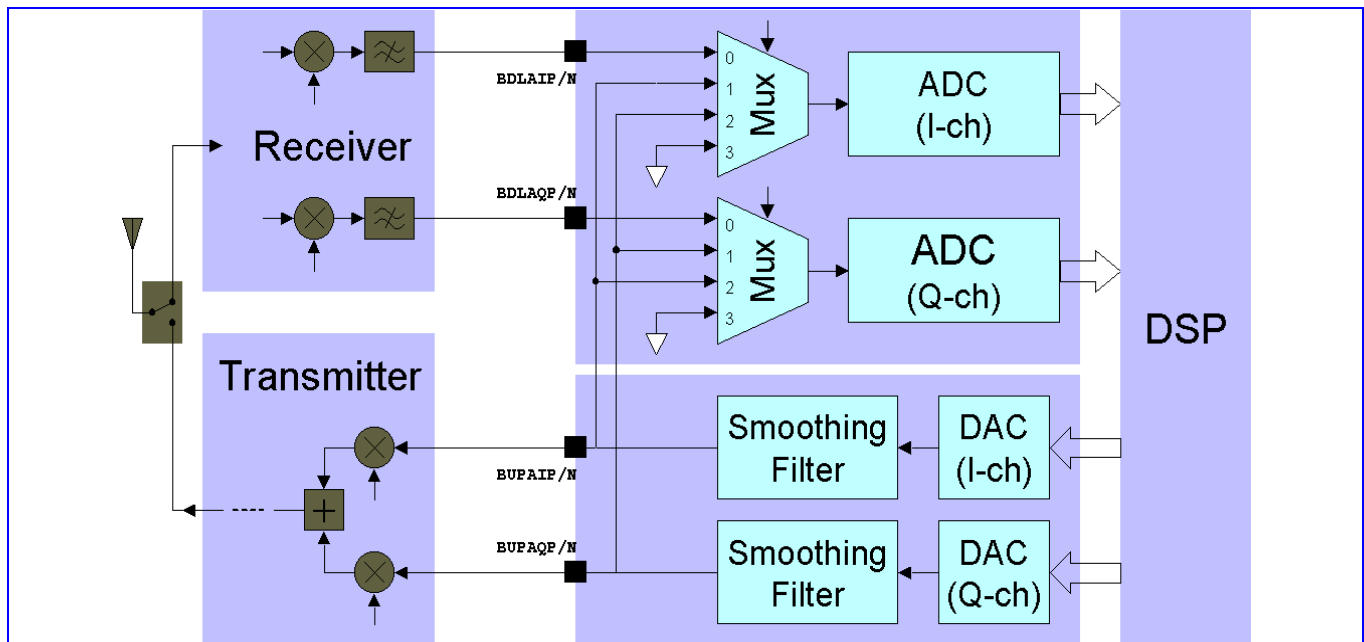 BDLAIP/N
0
1
2
3
Mux
ADC
(I-ch)
Receiver
BDLAQP/N
0
1
2
3
Mux
ADC
(Q-ch)
DSP
Transmitter
Smoothing
Filter
DAC
(I-ch)
BUPAIP/N
+
BUPAQP/N
Smoothing
Filter
DAC
(Q-ch)